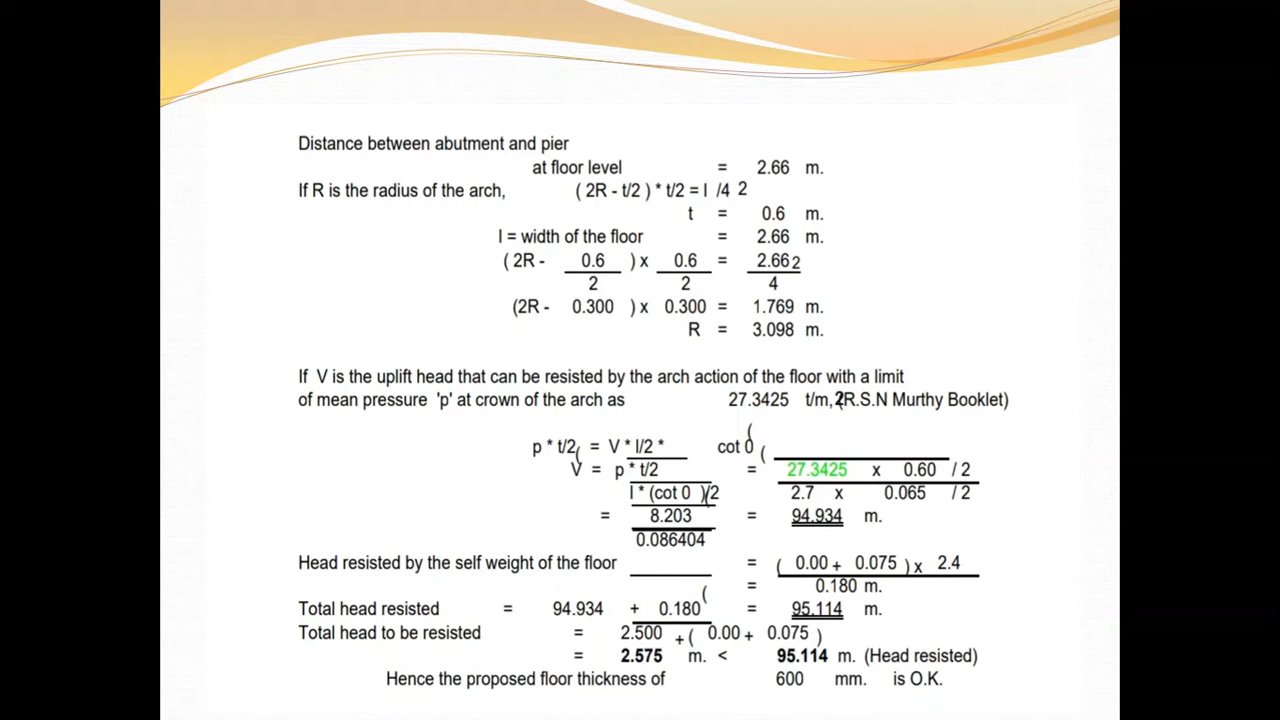 Distance between abutment and pier
at floor level = 2.66 m.
If R is the radius of the arch, ( 2R - t/2 ) * t/2 = l /4 2
t = 0.6 m.
l = width of the floor = 2.66 m.
( 2R - 0.6 ) x 0.6 = 2.66 2
2 2 4
(2R - 0.300 ) x 0.300 = 1.769 m.
R = 3.098 m.
If V is the uplift head that can be resisted by the arch action of the floor with a limit
of mean pressure 'p' at crown of the arch as 27.3425 t/m,2(R.S.N Murthy Booklet)
p * t/2 = V * l/2 * cot 0
V = p * t/2 = 27.3425 x 0.60 / 2
l * (cot 0 )/2 2.7 x 0.065 / 2
= 8.203 = 94.934 m.
0.086404
Head resisted by the self weight of the floor = ( 0.00 + 0.075 ) x 2.4
= 0.180 m.
Total head resisted = 94.934 + 0.180 = 95.114 m.
Total head to be resisted = 2.500 + ( 0.00 + 0.075 )
= 2.575 m. < 95.114 m. (Head resisted)
Hence the proposed floor thickness of 600 mm. is O.K.